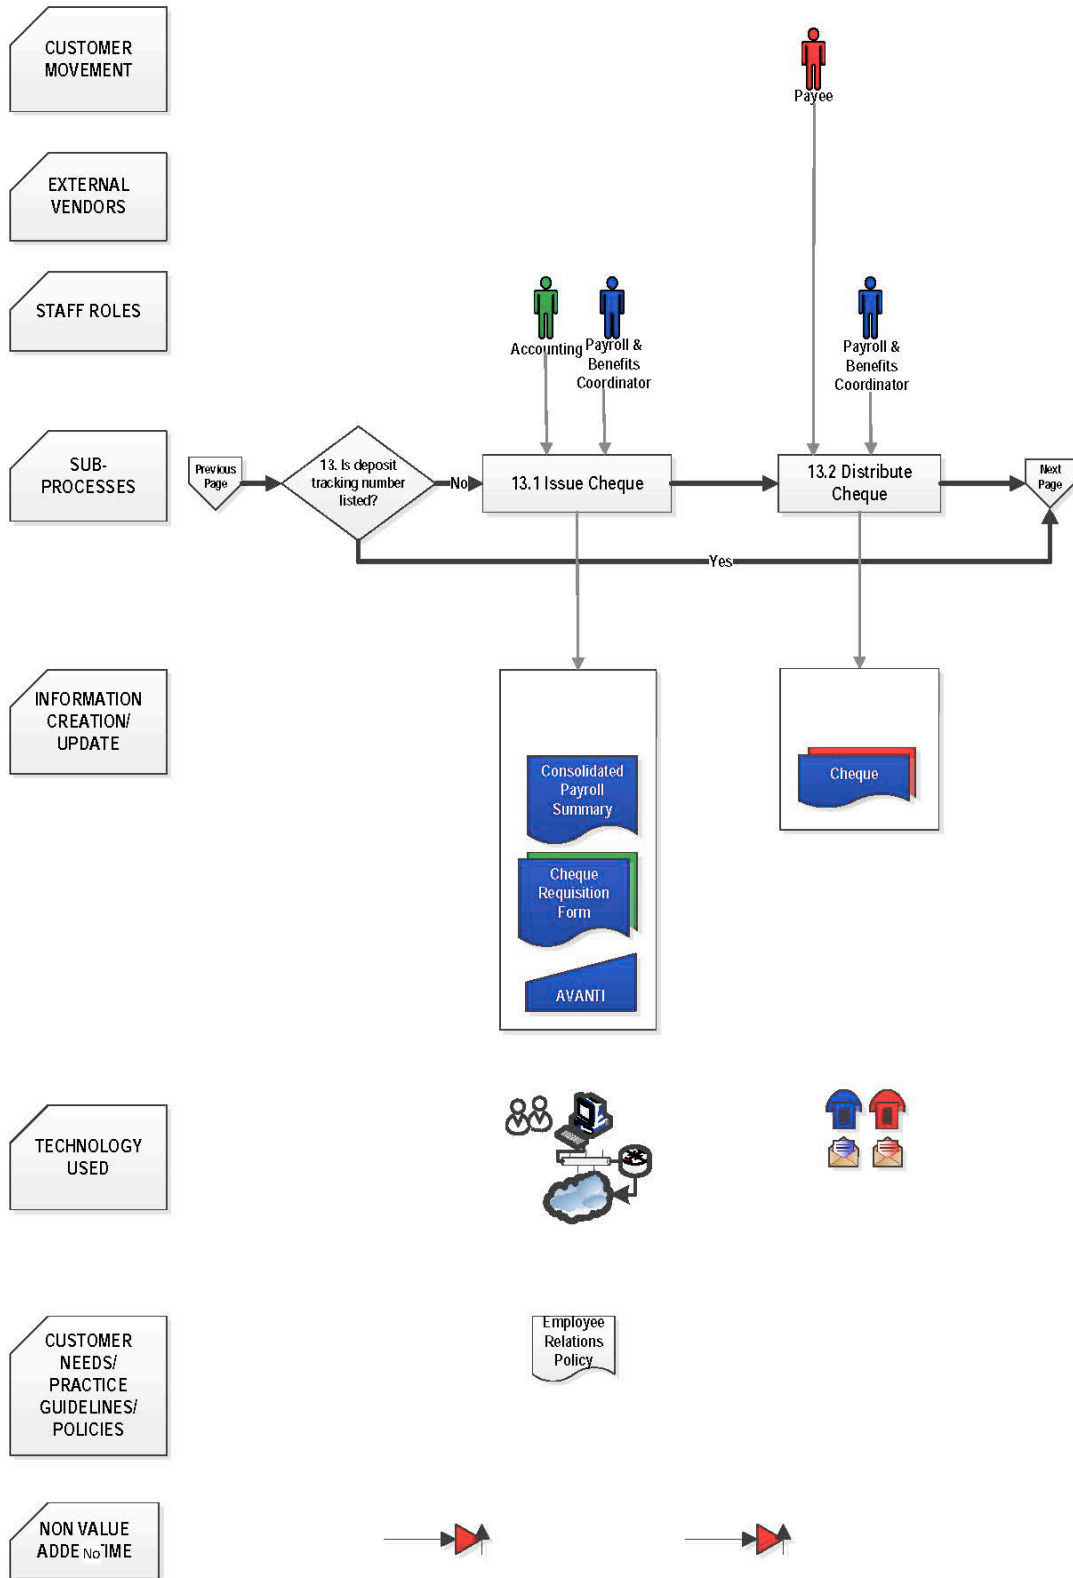 CUSTOMER
MOVEMENT
Payee
EXTERNAL
VENDORS
STAFF ROLES
Accounting
Payroll &
Benefits
Coordinator
Payroll &
Benefits
Coordinator
SUB-
PROCESSES
Previous
Page
13. Is deposit
tracking number
listed?
No
13.1 Issue Cheque
13.2 Distribute
Cheque
Next
Page
Yes
INFORMATION
CREATION/
UPDATE
Consolidated
Payroll
Summary
Cheque
Requisition
Form
AVANTI
Cheque
TECHNOLOGY
USED
CUSTOMER
NEEDS/
PRACTICE
GUIDELINES/
POLICIES
Employee
Relations
Policy
NON VALUE
ADDE No TIME